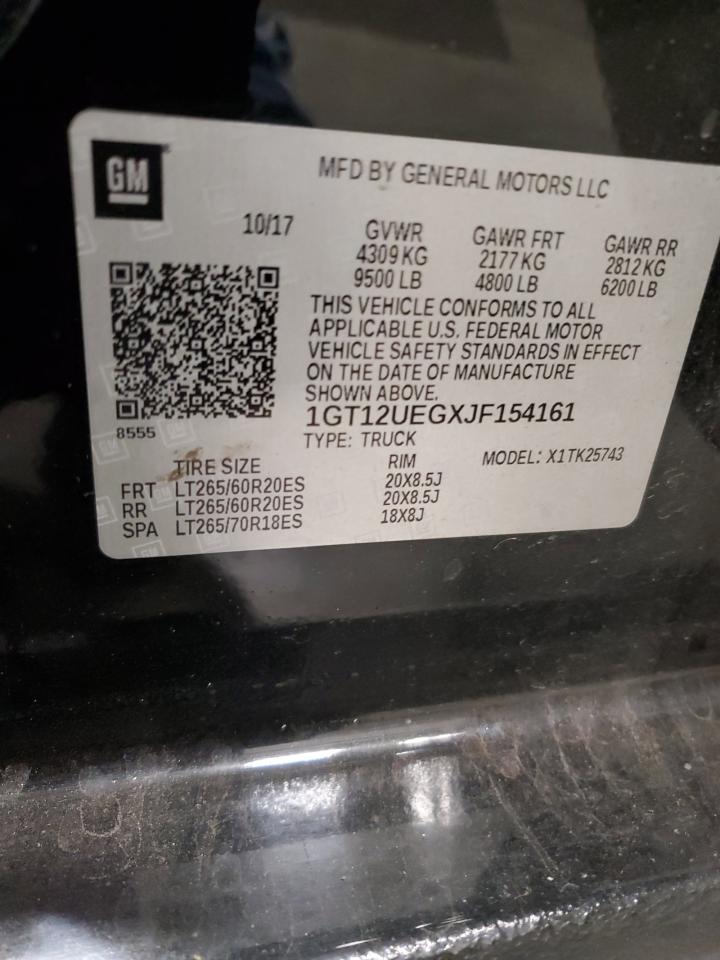 GM
MFD BY GENERAL MOTORS LLC
10/17 GVWR GAWR FRT GAWR RR
4309 KG 2177 KG 2812 KG
9500 LB 4800 LB 6200 LB
THIS VEHICLE CONFORMS TO ALL
APPLICABLE U.S. FEDERAL MOTOR
VEHICLE SAFETY STANDARDS IN EFFECT
ON THE DATE OF MANUFACTURE
SHOWN ABOVE.
8555
1GT12UEGXJF154161
TYPE: TRUCK MODEL: X1TK25743
TIRE SIZE RIM
FRT LT265/60R20ES 20X8.5J
RR LT265/60R20ES 20X8.5J
SPA LT265/70R18ES 18X8J